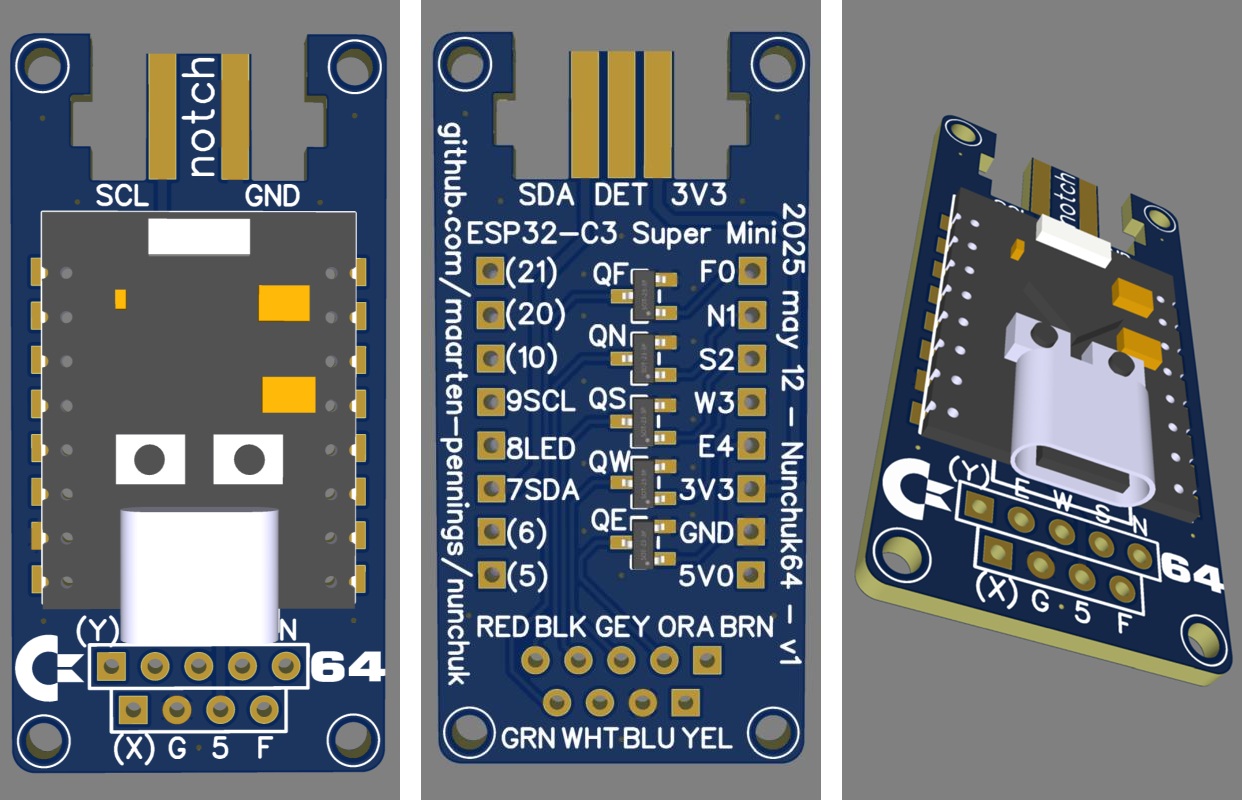 notch
SCL GND
(Y) N
64
(X) G 5 F
github.com/maarten-pennings/nunchuk
SDA DET 3V3
ESP32-C3 Super Mini
2025 may 12 - Nunchuk64 - v1
(21) QF F0
(20) N1
QN
(10) S2
9SCL QS W3
8LED E4
QW
7SDA 3V3
QE
(6) GND
(5) 5V0
RED BLK GEY ORA BRN
GRN WHT BLU YEL
notch
(Y) E W S N
64
(X) G 5 F